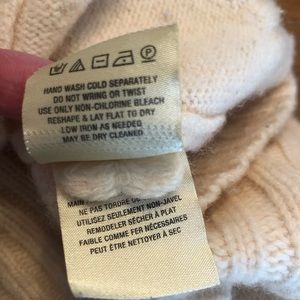 HAND WASH COLD SEPARATELY
DO NOT WRING OR TWIST
USE ONLY NON-CHLORINE BLEACH
RESHAPE & LAY FLAT TO DRY
LOW IRON AS NEEDED
MAY BE DRY CLEANED
MAIN
NE PAS TORDRE
UTILISEZ SEULEMENT NON-JAVEL
REMODELER SÉCHER À PLAT
FAIBLE COMME FER NÉCESSAIRES
PEUT ÊTRE NETTOYER À SEC